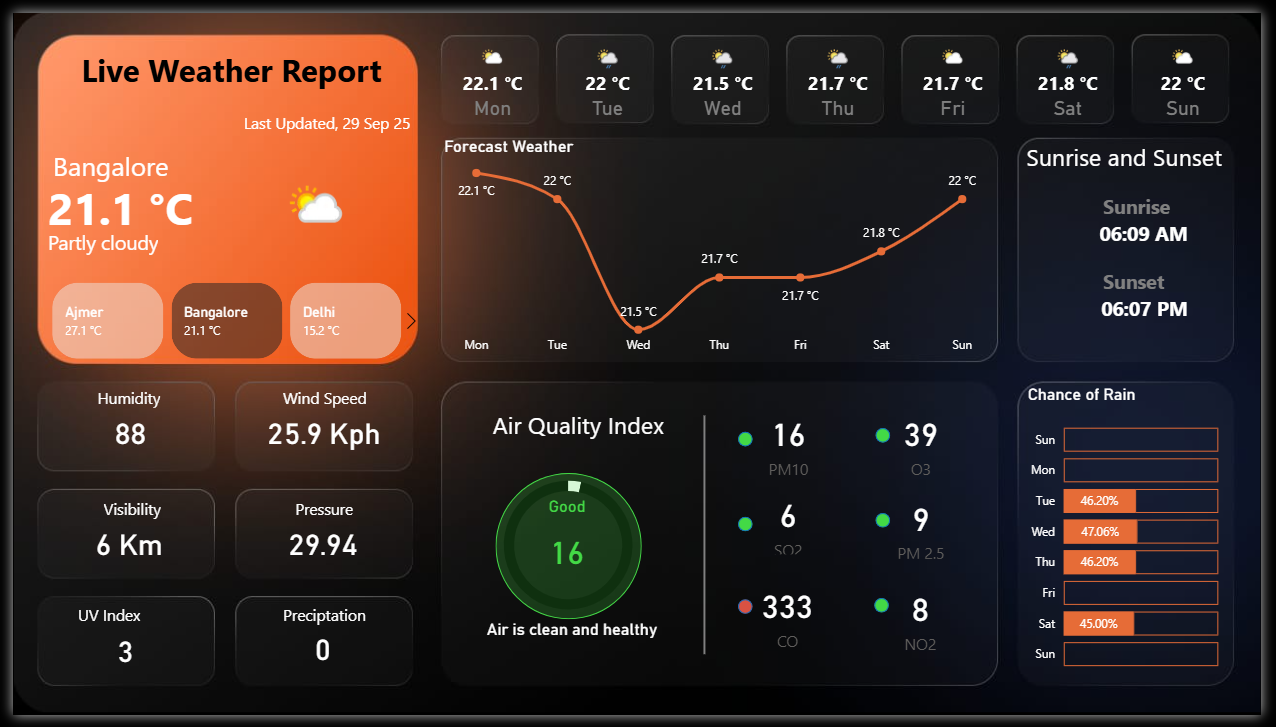 Live Weather Report
Last Updated, 29 Sep 25
Bangalore
21.1 °C
Partly cloudy
Ajmer
27.1 °C
Bangalore
21.1 °C
Delhi
15.2 °C
22.1 °C
Mon
22 °C
Tue
21.5 °C
Wed
21.7 °C
Thu
21.7 °C
Fri
21.8 °C
Sat
22 °C
Sun
Forecast Weather
22.1 °C
22 °C
21.5 °C
21.7 °C
21.7 °C
21.8 °C
22 °C
Mon Tue Wed Thu Fri Sat Sun
Sunrise and Sunset
Sunrise
06:09 AM
Sunset
06:07 PM
Humidity
88
Wind Speed
25.9 Kph
Visibility
6 Km
Pressure
29.94
UV Index
3
Preciptation
0
Air Quality Index
Good
16
Air is clean and healthy
16
PM10
39
O3
6
SO2
9
PM 2.5
333
CO
8
NO2
Chance of Rain
Sun
Mon
Tue 46.20%
Wed 47.06%
Thu 46.20%
Fri
Sat 45.00%
Sun